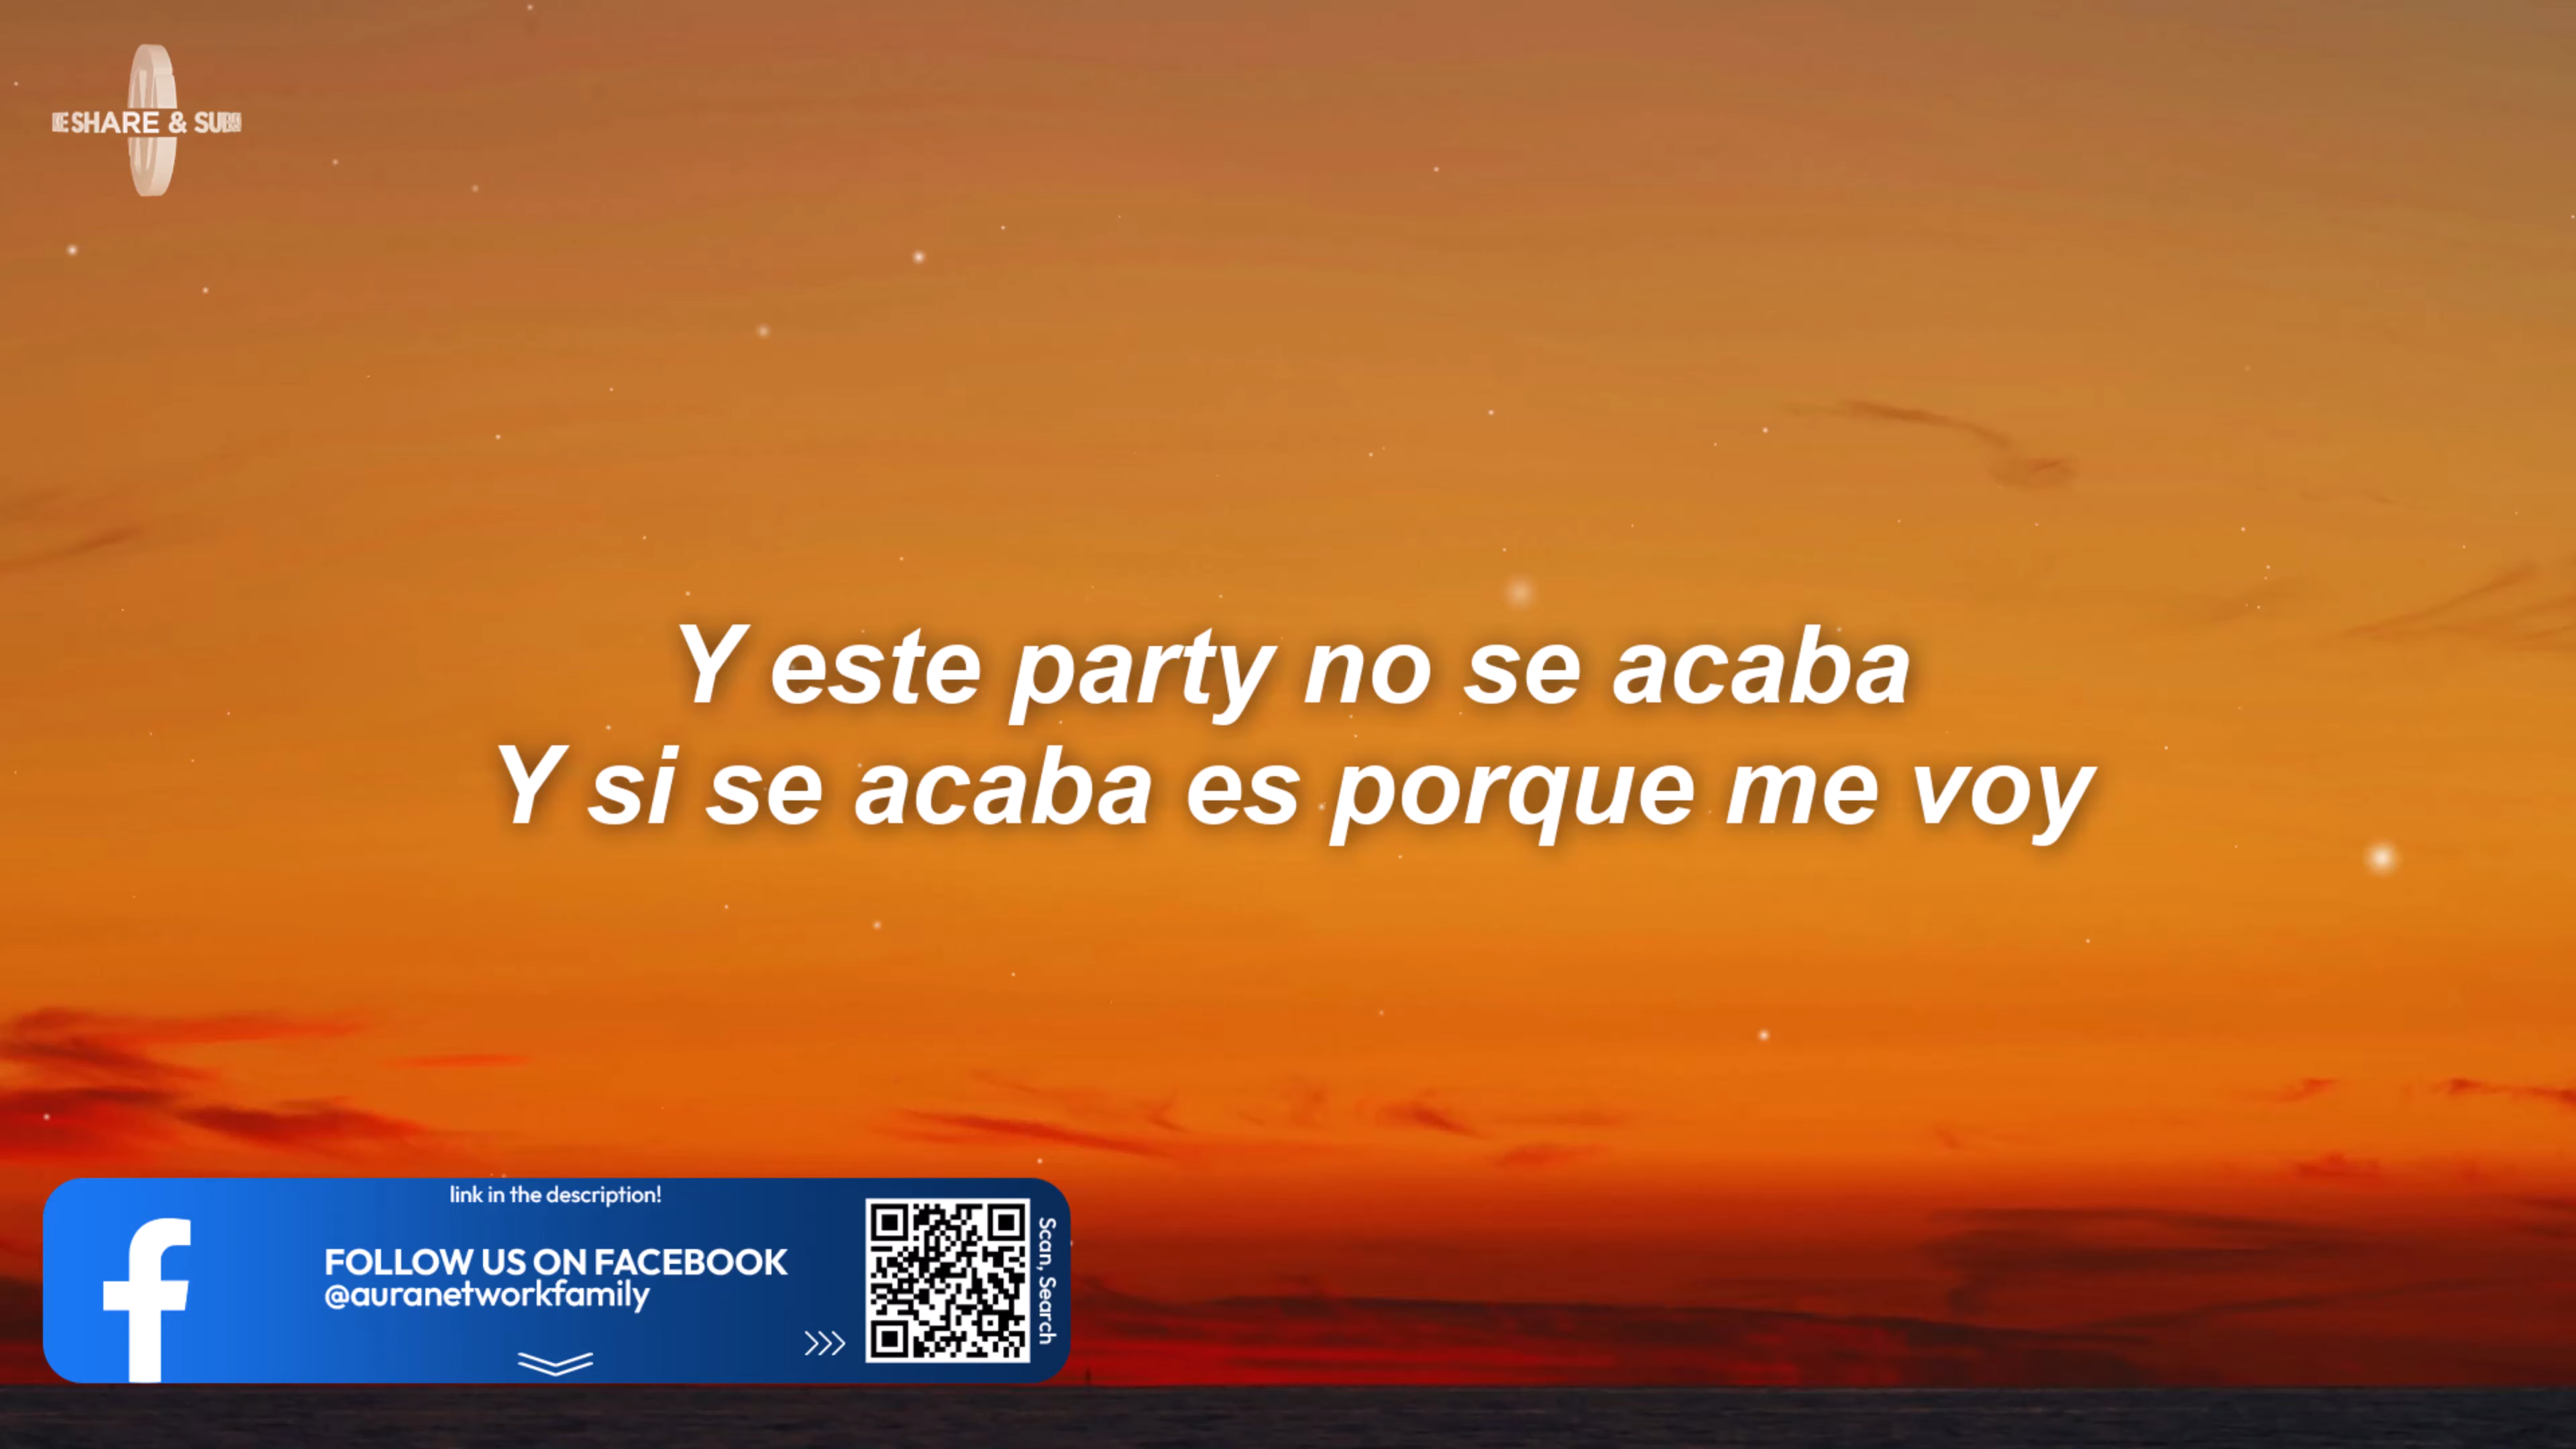 SHARE &
Y este party no se acaba
Y si se acaba es porque me voy
link in the description!
FOLLOW US ON FACEBOOK
@auranetworkfamily
Scan, Search